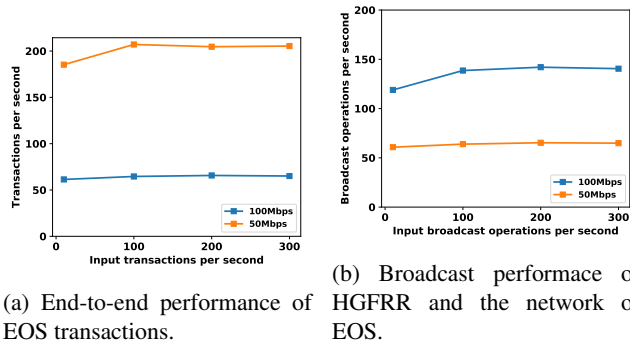 200
150
100
50
0
Transactions per second
0 100 200 300
Input transactions per second
100Mbps
50Mbps
(a) End-to-end performance of
EOS transactions.
200
150
100
50
0
Broadcast operations per second
0 100 200 300
Input broadcast operations per second
100Mbps
50Mbps
(b) Broadcast performace o
HGFRR and the network o
EOS.